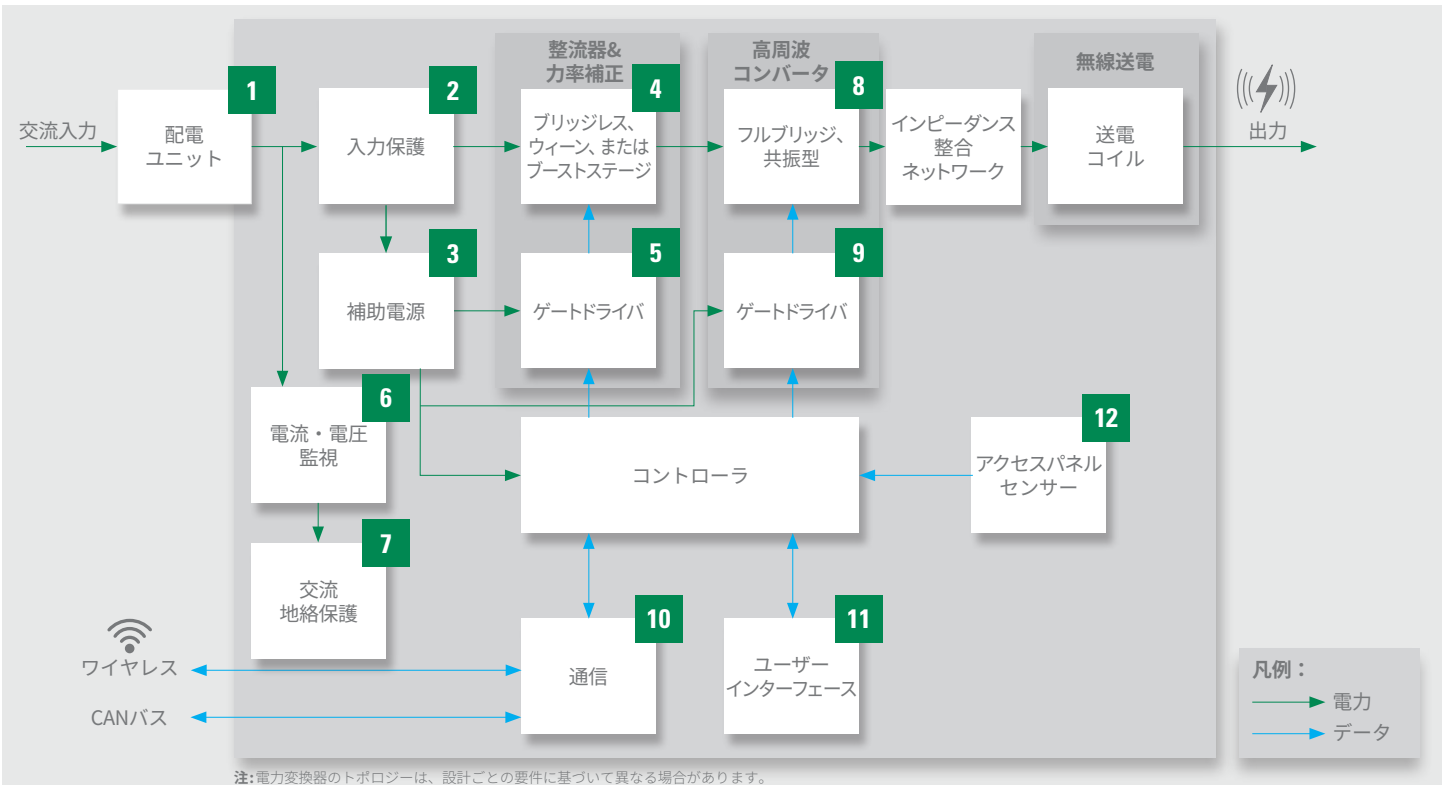 整流器&
力率補正
高周波
コンバータ
無線送電
1
2
4
8
交流入力
配電
ユニット
入力保護
ブリッジレス、
ウィーン、または
ブーストステージ
フルブリッジ、
共振型
インピーダンス
整合
ネットワーク
送電
コイル
出力
3
5
9
補助電源
ゲートドライバ
ゲートドライバ
6
12
電流・電圧
監視
コントローラ
アクセスパネル
センサー
7
交流
地絡保護
10
11
ワイヤレス
通信
ユーザー
インターフェース
CANバス
凡例：
電力
データ
注:電力変換器のトポロジーは、設計ごとの要件に基づいて異なる場合があります。